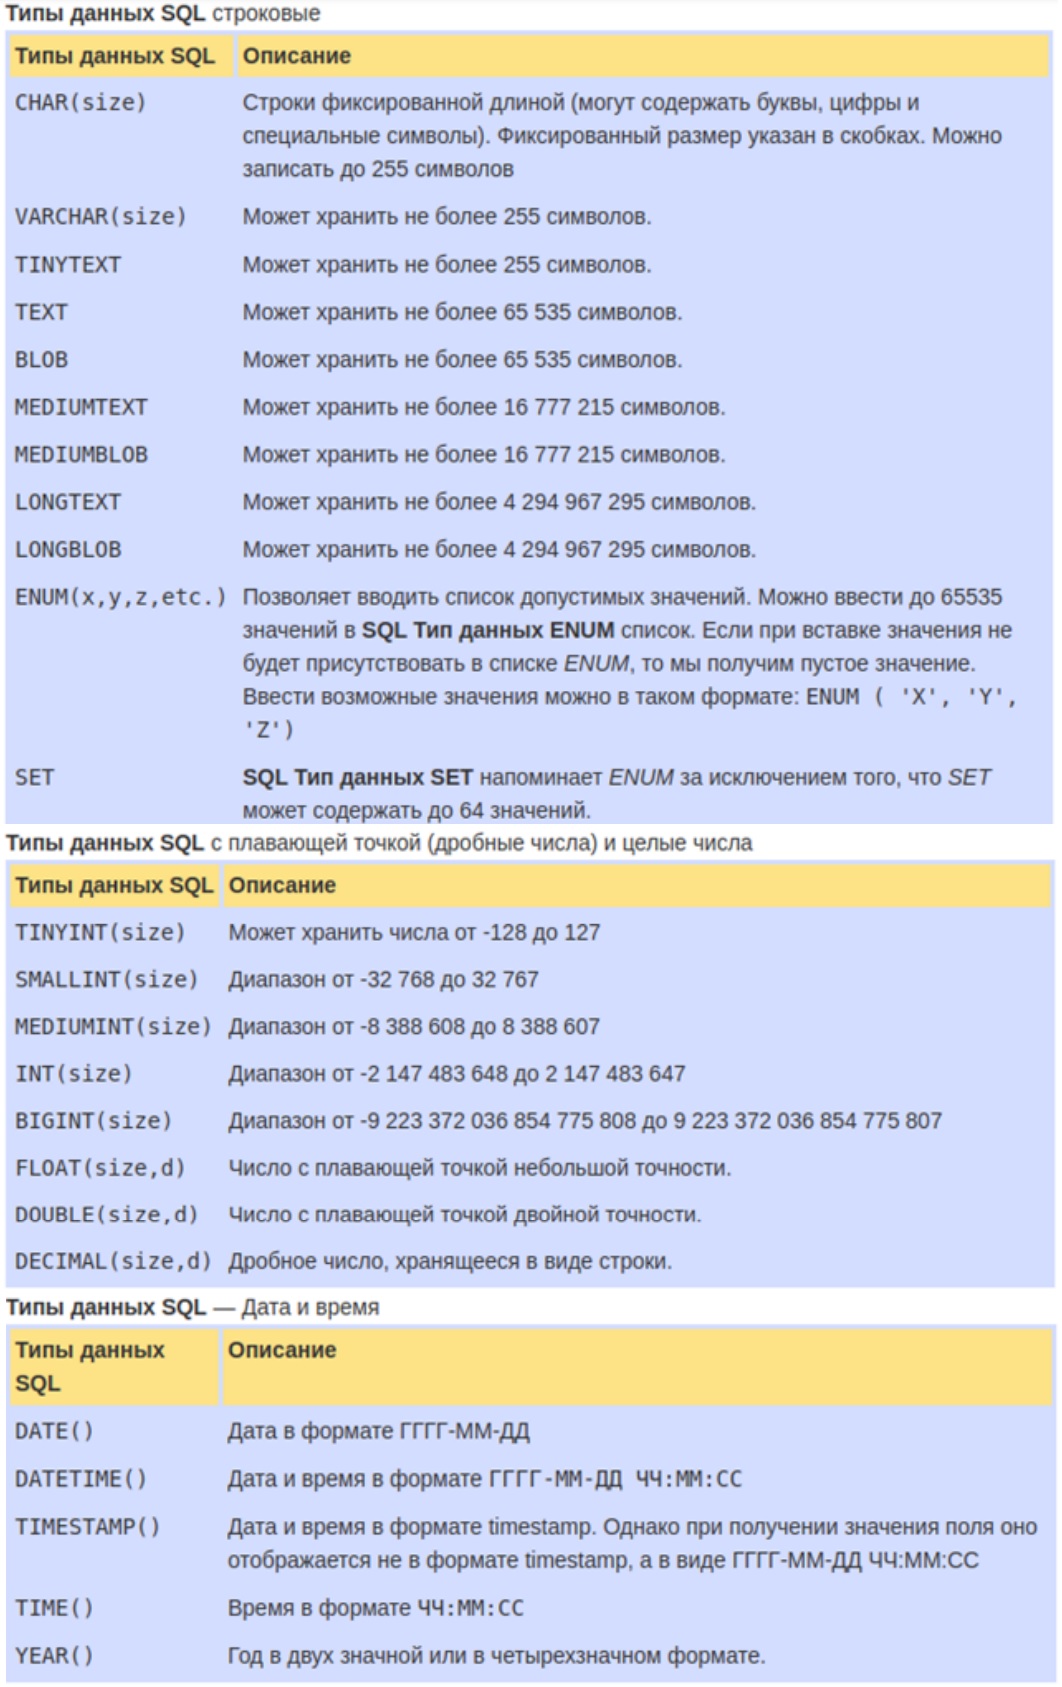 Типы данных SQL строковые
Типы данных SQL Описание
CHAR(size) Строки фиксированной длиной (могут содержать буквы, цифры и
специальные символы). Фиксированный размер указан в скобках. Можно
записать до 255 символов
VARCHAR(size) Может хранить не более 255 символов.
TINYTEXT Может хранить не более 255 символов.
TEXT Может хранить не более 65 535 символов.
BLOB Может хранить не более 65 535 символов.
MEDIUMTEXT Может хранить не более 16 777 215 символов.
MEDIUMBLOB Может хранить не более 16 777 215 символов.
LONGTEXT Может хранить не более 4 294 967 295 символов.
LONGBLOB Может хранить не более 4 294 967 295 символов.
ENUM(x,y,z,etc.) Позволяет вводить список допустимых значений. Можно ввести до 65535
значений в SQL Тип данных ENUM список. Если при вставке значения не
будет присутствовать в списке ENUM, то мы получим пустое значение.
Ввести возможные значения можно в таком формате: ENUM ( 'X', 'Y',
'Z')
SET SQL Тип данных SET напоминает ENUM за исключением того, что SET
может содержать до 64 значений.
Типы данных SQL с плавающей точкой (дробные числа) и целые числа
Типы данных SQL Описание
TINYINT(size) Может хранить числа от -128 до 127
SMALLINT(size) Диапазон от -32 768 до 32 767
MEDIUMINT(size) Диапазон от -8 388 608 до 8 388 607
INT(size) Диапазон от -2 147 483 648 до 2 147 483 647
BIGINT(size) Диапазон от -9 223 372 036 854 775 808 до 9 223 372 036 854 775 807
FLOAT(size,d) Число с плавающей точкой небольшой точности.
DOUBLE(size,d) Число с плавающей точкой двойной точности.
DECIMAL(size,d) Дробное число, хранящееся в виде строки.
Типы данных SQL — Дата и время
Типы данных Описание
SQL
DATE() Дата в формате ГГГГ-ММ-ДД
DATETIME() Дата и время в формате ГГГГ-ММ-ДД ЧЧ:ММ:СС
TIMESTAMP() Дата и время в формате timestamp. Однако при получении значения поля оно
отображается не в формате timestamp, а в виде ГГГГ-ММ-ДД ЧЧ:ММ:СС
TIME() Время в формате ЧЧ:ММ:СС
YEAR() Год в двух значной или в четырехзначном формате.